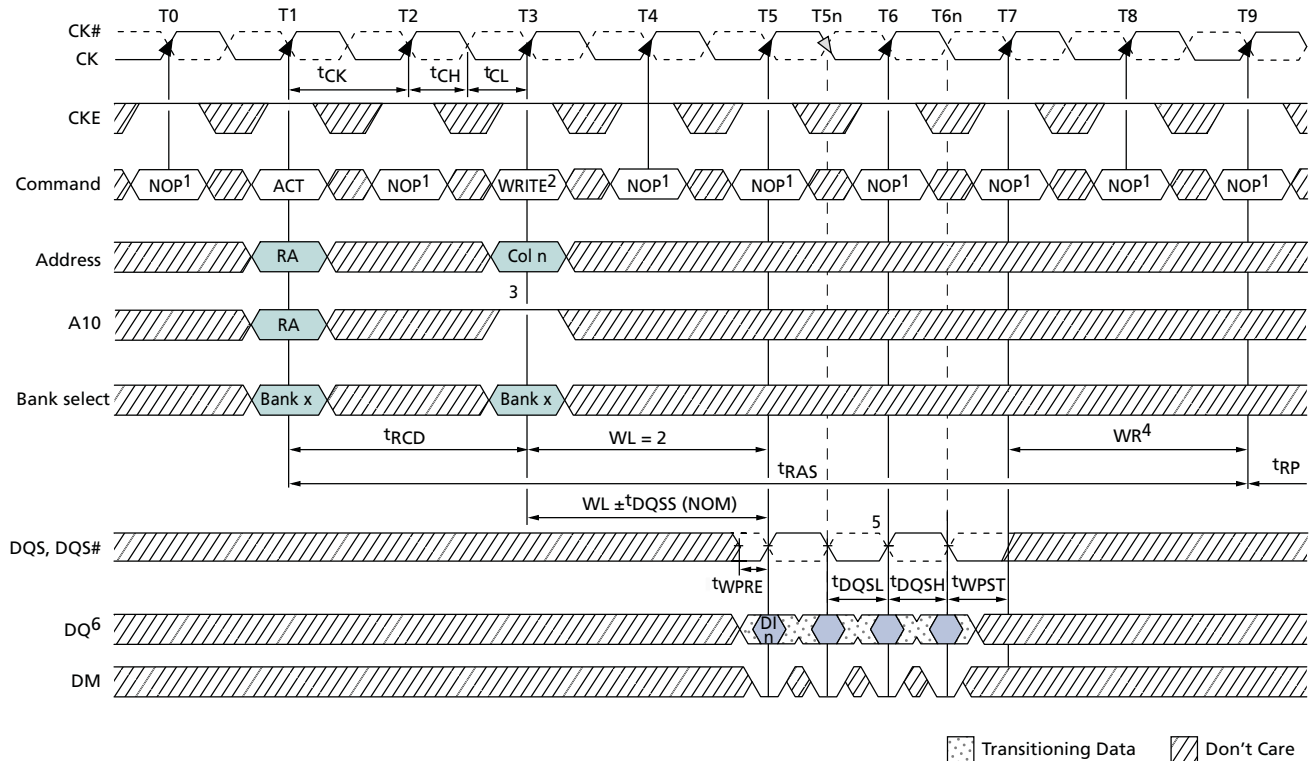 T0 T1 T2 T3 T4 T5 T5n T6 T6n T7 T8 T9
CK#
CK
tCK tCH tCL
CKE
Command NOP1 ACT NOP1 WRITE2 NOP1 NOP1 NOP1 NOP1 NOP1 NOP1
Address RA Col n
3
A10 RA
Bank select Bank x Bank x
tRCD WL = 2 WR4
tRAS tRP
WL ±tDQSS (NOM)
5
DQS, DQS#
tWPRE tDQSL tDQSH tWPST
DQ6 DI
n
DM
Transitioning Data Don't Care